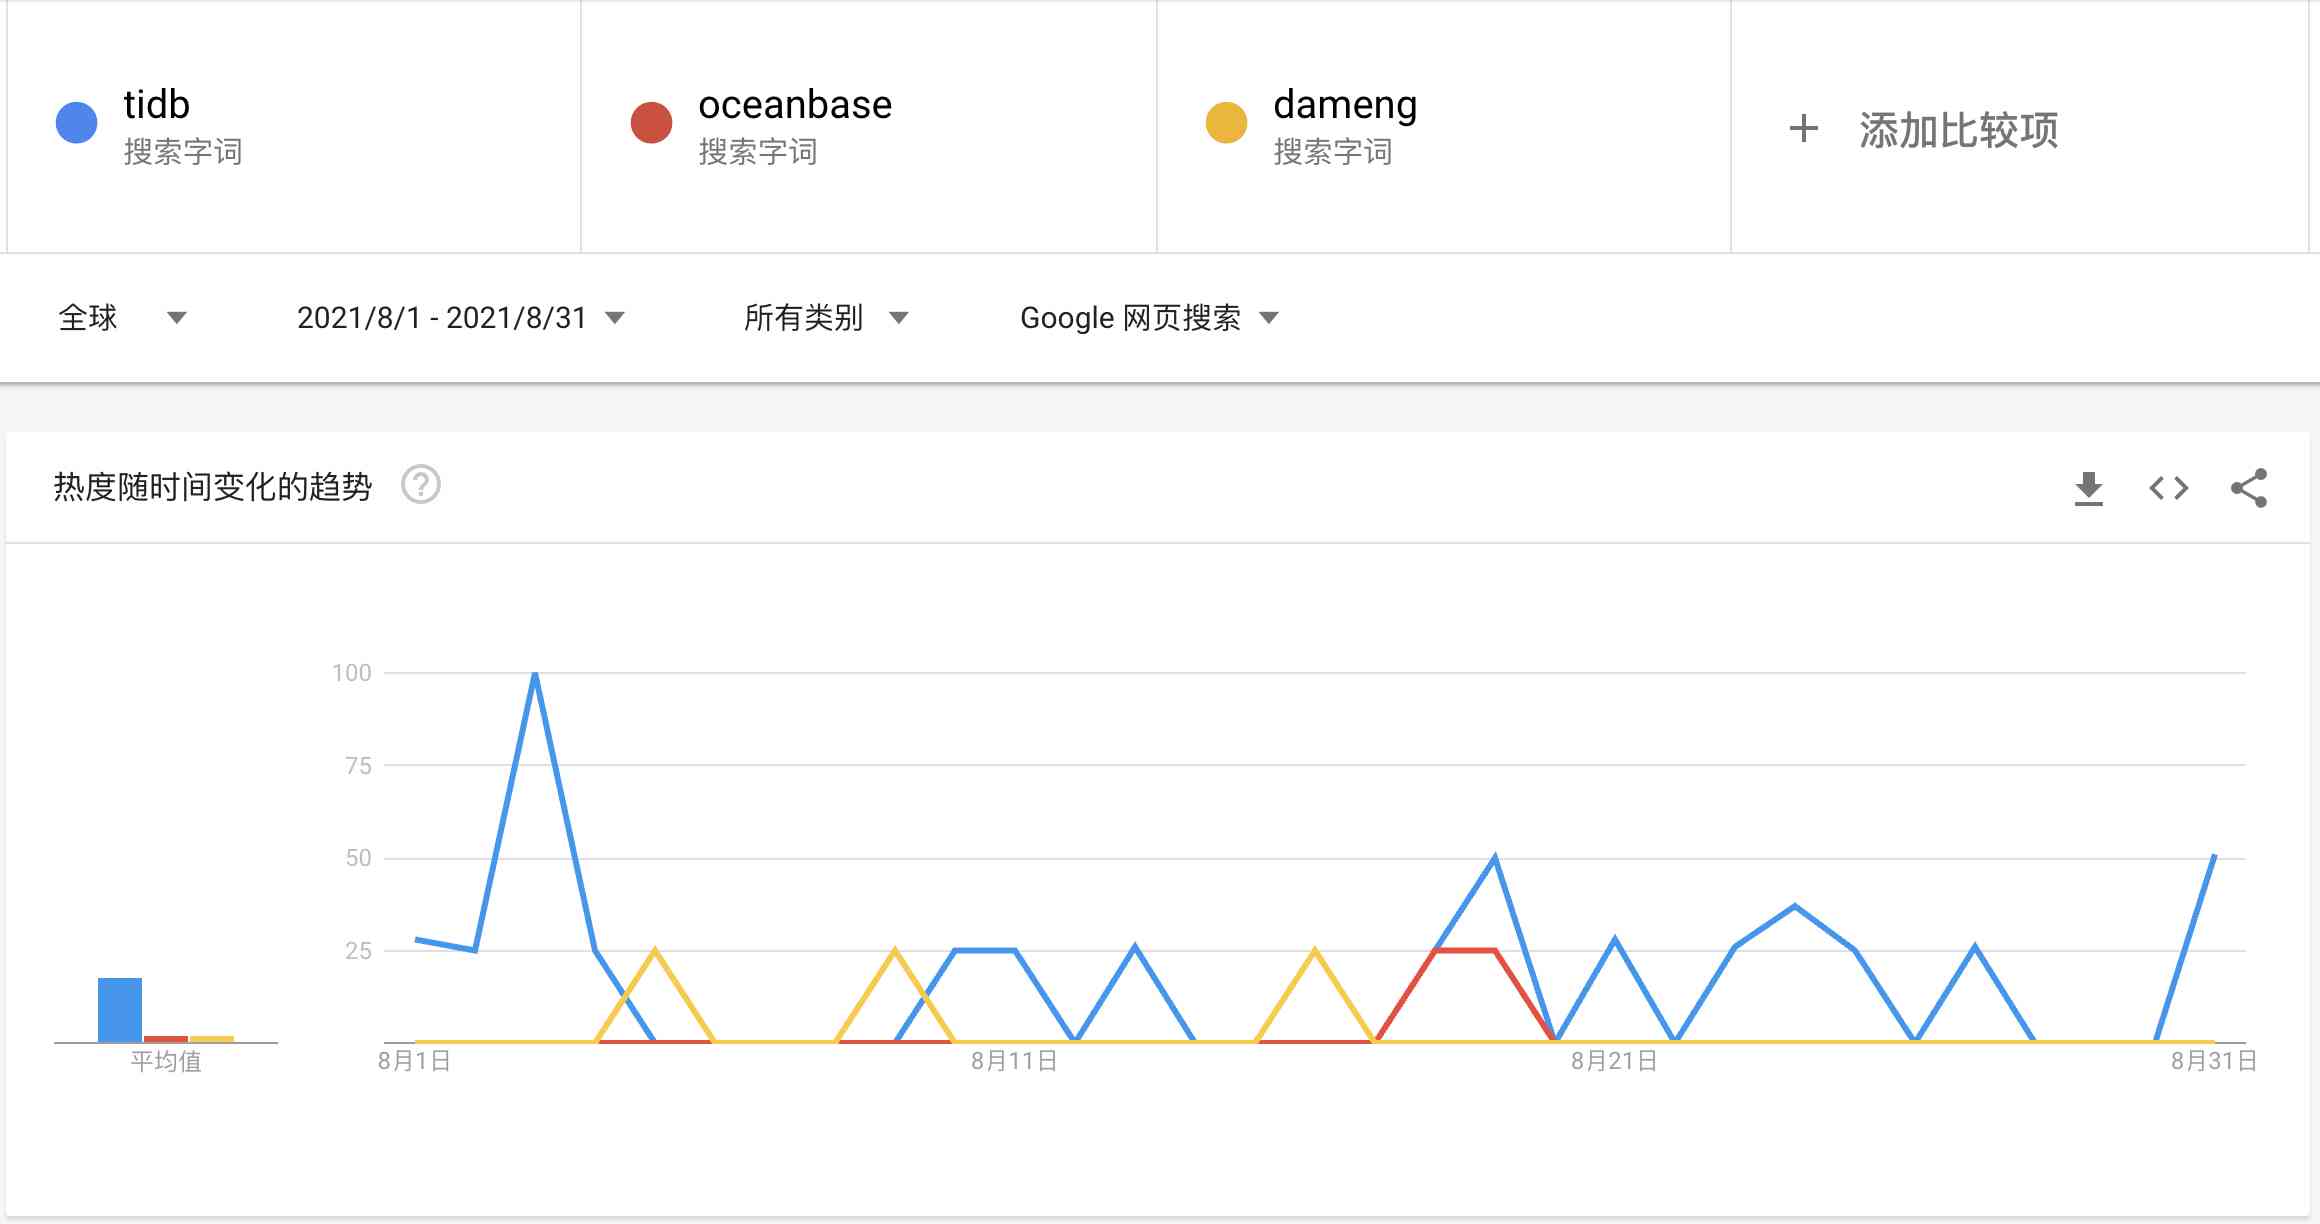 tidb
搜索字词
oceanbase
搜索字词
dameng
搜索字词
+ 添加比较项
全球
2021/8/1 - 2021/8/31
所有类别
Google 网页搜索
热度随时间变化的趋势 ?
100
75
50
25
平均值
8月1日
8月11日
8月21日
8月31日